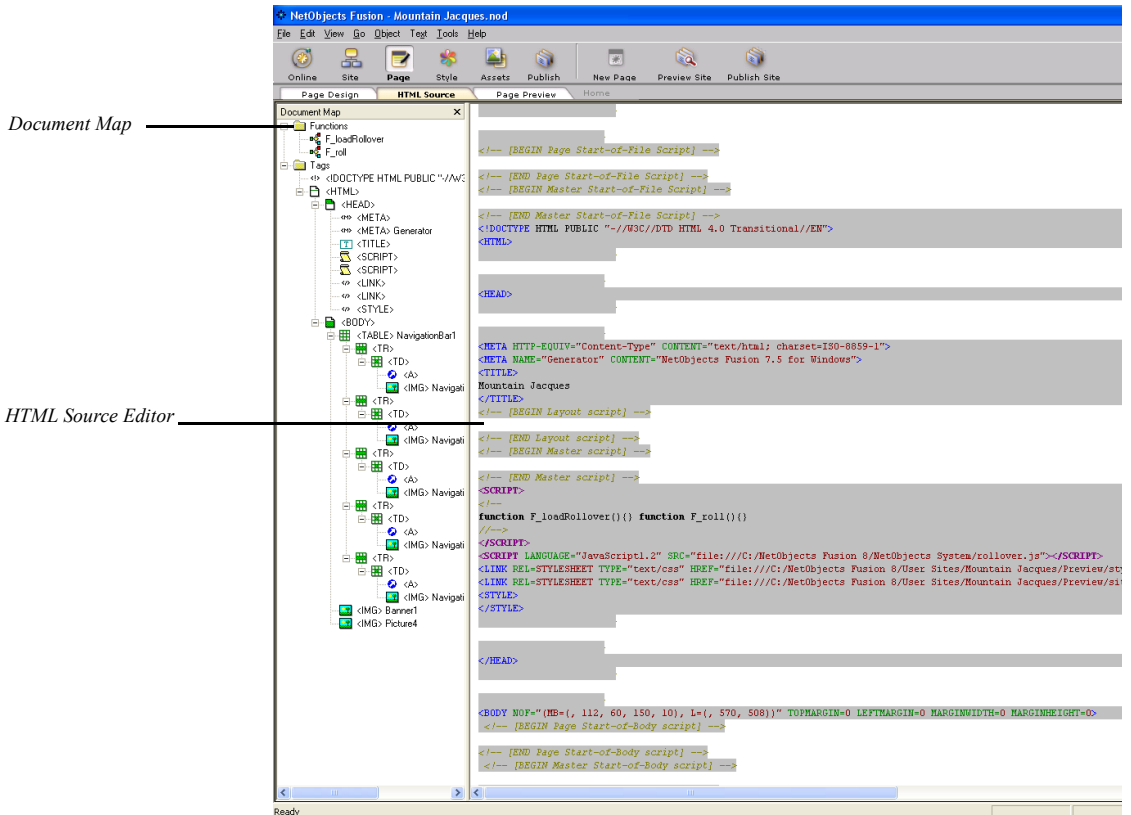 NetObjects Fusion - Mountain Jacques.nod
File Edit View Go Object Text Tools Help
Online Site Page Style Assets Publish New Page Preview Site Publish Site
Page Design HTML Source Page Preview Home
Document Map
HTML Source Editor
Document Map
Functions
F_loadRollover
F_roll
Tags
<!DOCTYPE HTML PUBLIC "-//W3
<HTML>
<HEAD>
<META>
<META> Generator
<TITLE>
<SCRIPT>
<SCRIPT>
<LINK>
<LINK>
<STYLE>
<BODY>
<TABLE> NavigationBar1
<TR>
<TD>
<A>
<IMG> Navigati
<TR>
<TD>
<A>
<IMG> Navigati
<TR>
<TD>
<A>
<IMG> Navigati
<TR>
<TD>
<A>
<IMG> Navigati
<TR>
<TD>
<A>
<IMG> Navigati
<IMG> Banner1
<IMG> Picture4
<!-- [BEGIN Page Start-of-File Script] -->
<!-- [END Page Start-of-File Script] -->
<!-- [BEGIN Master Start-of-File Script] -->
<!-- [END Master Start-of-File Script] -->
<!DOCTYPE HTML PUBLIC "-//W3C//DTD HTML 4.0 Transitional//EN">
<HTML>
<HEAD>
<META HTTP-EQUIV="Content-Type" CONTENT="text/html; charset=ISO-8859-1">
<META NAME="Generator" CONTENT="NetObjects Fusion 7.5 for Windows">
<TITLE>
Mountain Jacques
</TITLE>
<!-- [BEGIN Layout script] -->
<!-- [END Layout script] -->
<!-- [BEGIN Master script] -->
<!-- [END Master script] -->
<SCRIPT>
<!--
function F_loadRollover(){} function F_roll(){}
//-->
</SCRIPT>
<SCRIPT LANGUAGE="JavaScript1.2" SRC="file:///C:/NetObjects Fusion 8/NetObjects System/rollover.js"></SCRIPT>
<LINK REL=STYLESHEET TYPE="text/css" HREF="file:///C:/NetObjects Fusion 8/User Sites/Mountain Jacques/Preview/sty
<LINK REL=STYLESHEET TYPE="text/css" HREF="file:///C:/NetObjects Fusion 8/User Sites/Mountain Jacques/Preview/sit
<STYLE>
</STYLE>
</HEAD>
<BODY NOF="(MB=(, 112, 60, 150, 10), L=(, 570, 508))" TOPMARGIN=0 LEFTMARGIN=0 MARGINWIDTH=0 MARGINHEIGHT=0>
<!-- [BEGIN Page Start-of-Body script] -->
<!-- [END Page Start-of-Body script] -->
<!-- [BEGIN Master Start-of-Body script] -->
Ready